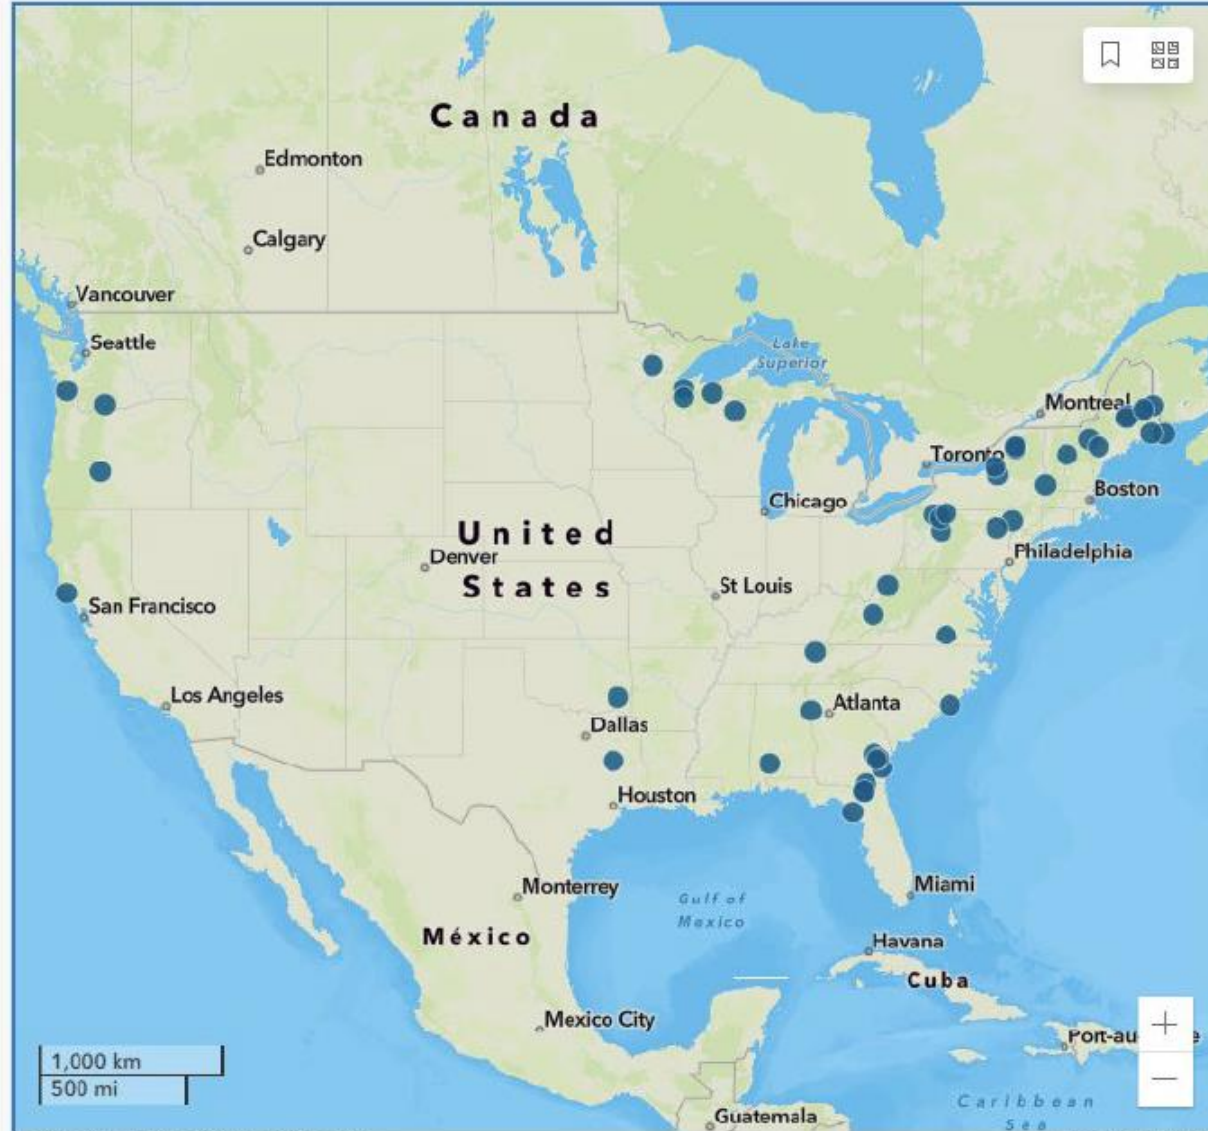 Canada
Edmonton
Calgary
Vancouver
Seattle
Lake
Superior
Montreal
Toronto
Boston
Chicago
United
States
Denver
Philadelphia
St Louis
San Francisco
Los Angeles
Atlanta
Dallas
Houston
Monterrey
Miami
Gulf of
Mexico
México
Havana
Cuba
Mexico City
Port-au
e
1,000 km
500 mi
Caribbean
Sea
Guatemala